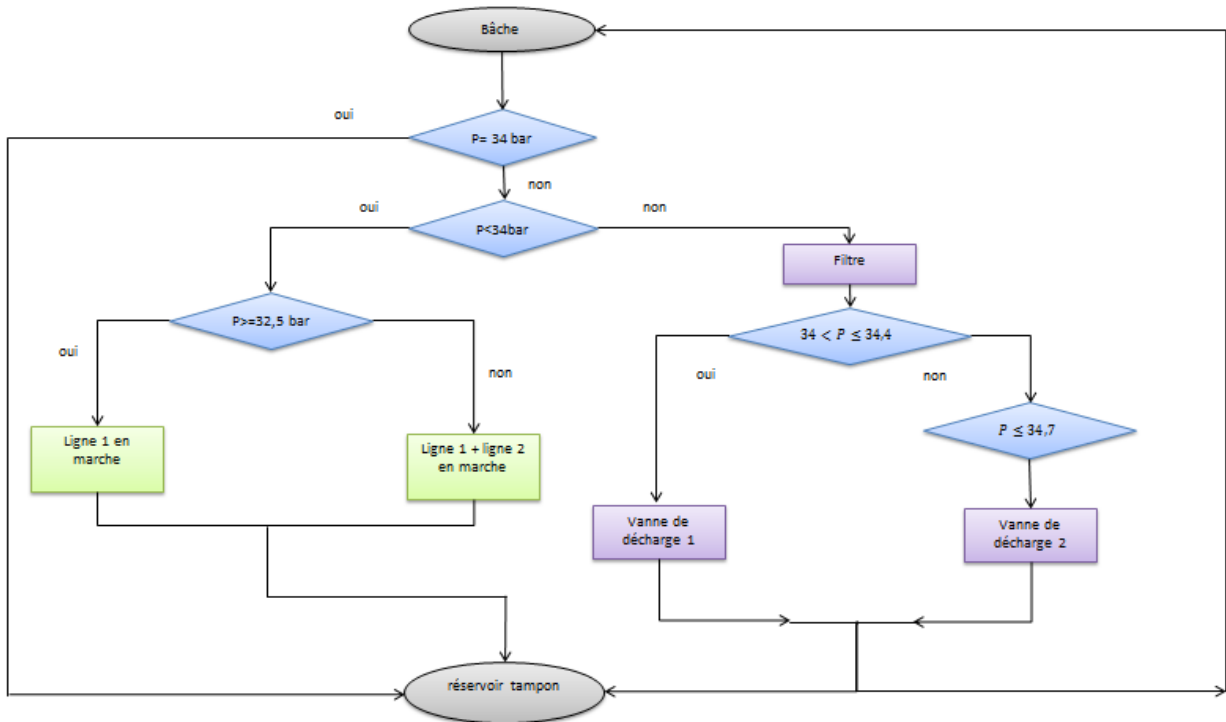 Bâche
oui
P= 34 bar
non
oui
P<34bar
non
Filtre
P>=32,5 bar
34 < P ≤ 34,4
oui
non
oui
non
P ≤ 34,7
Ligne 1 en
marche
Ligne 1 + ligne 2
en marche
Vanne de
décharge 1
Vanne de
décharge 2
réservoir tampon